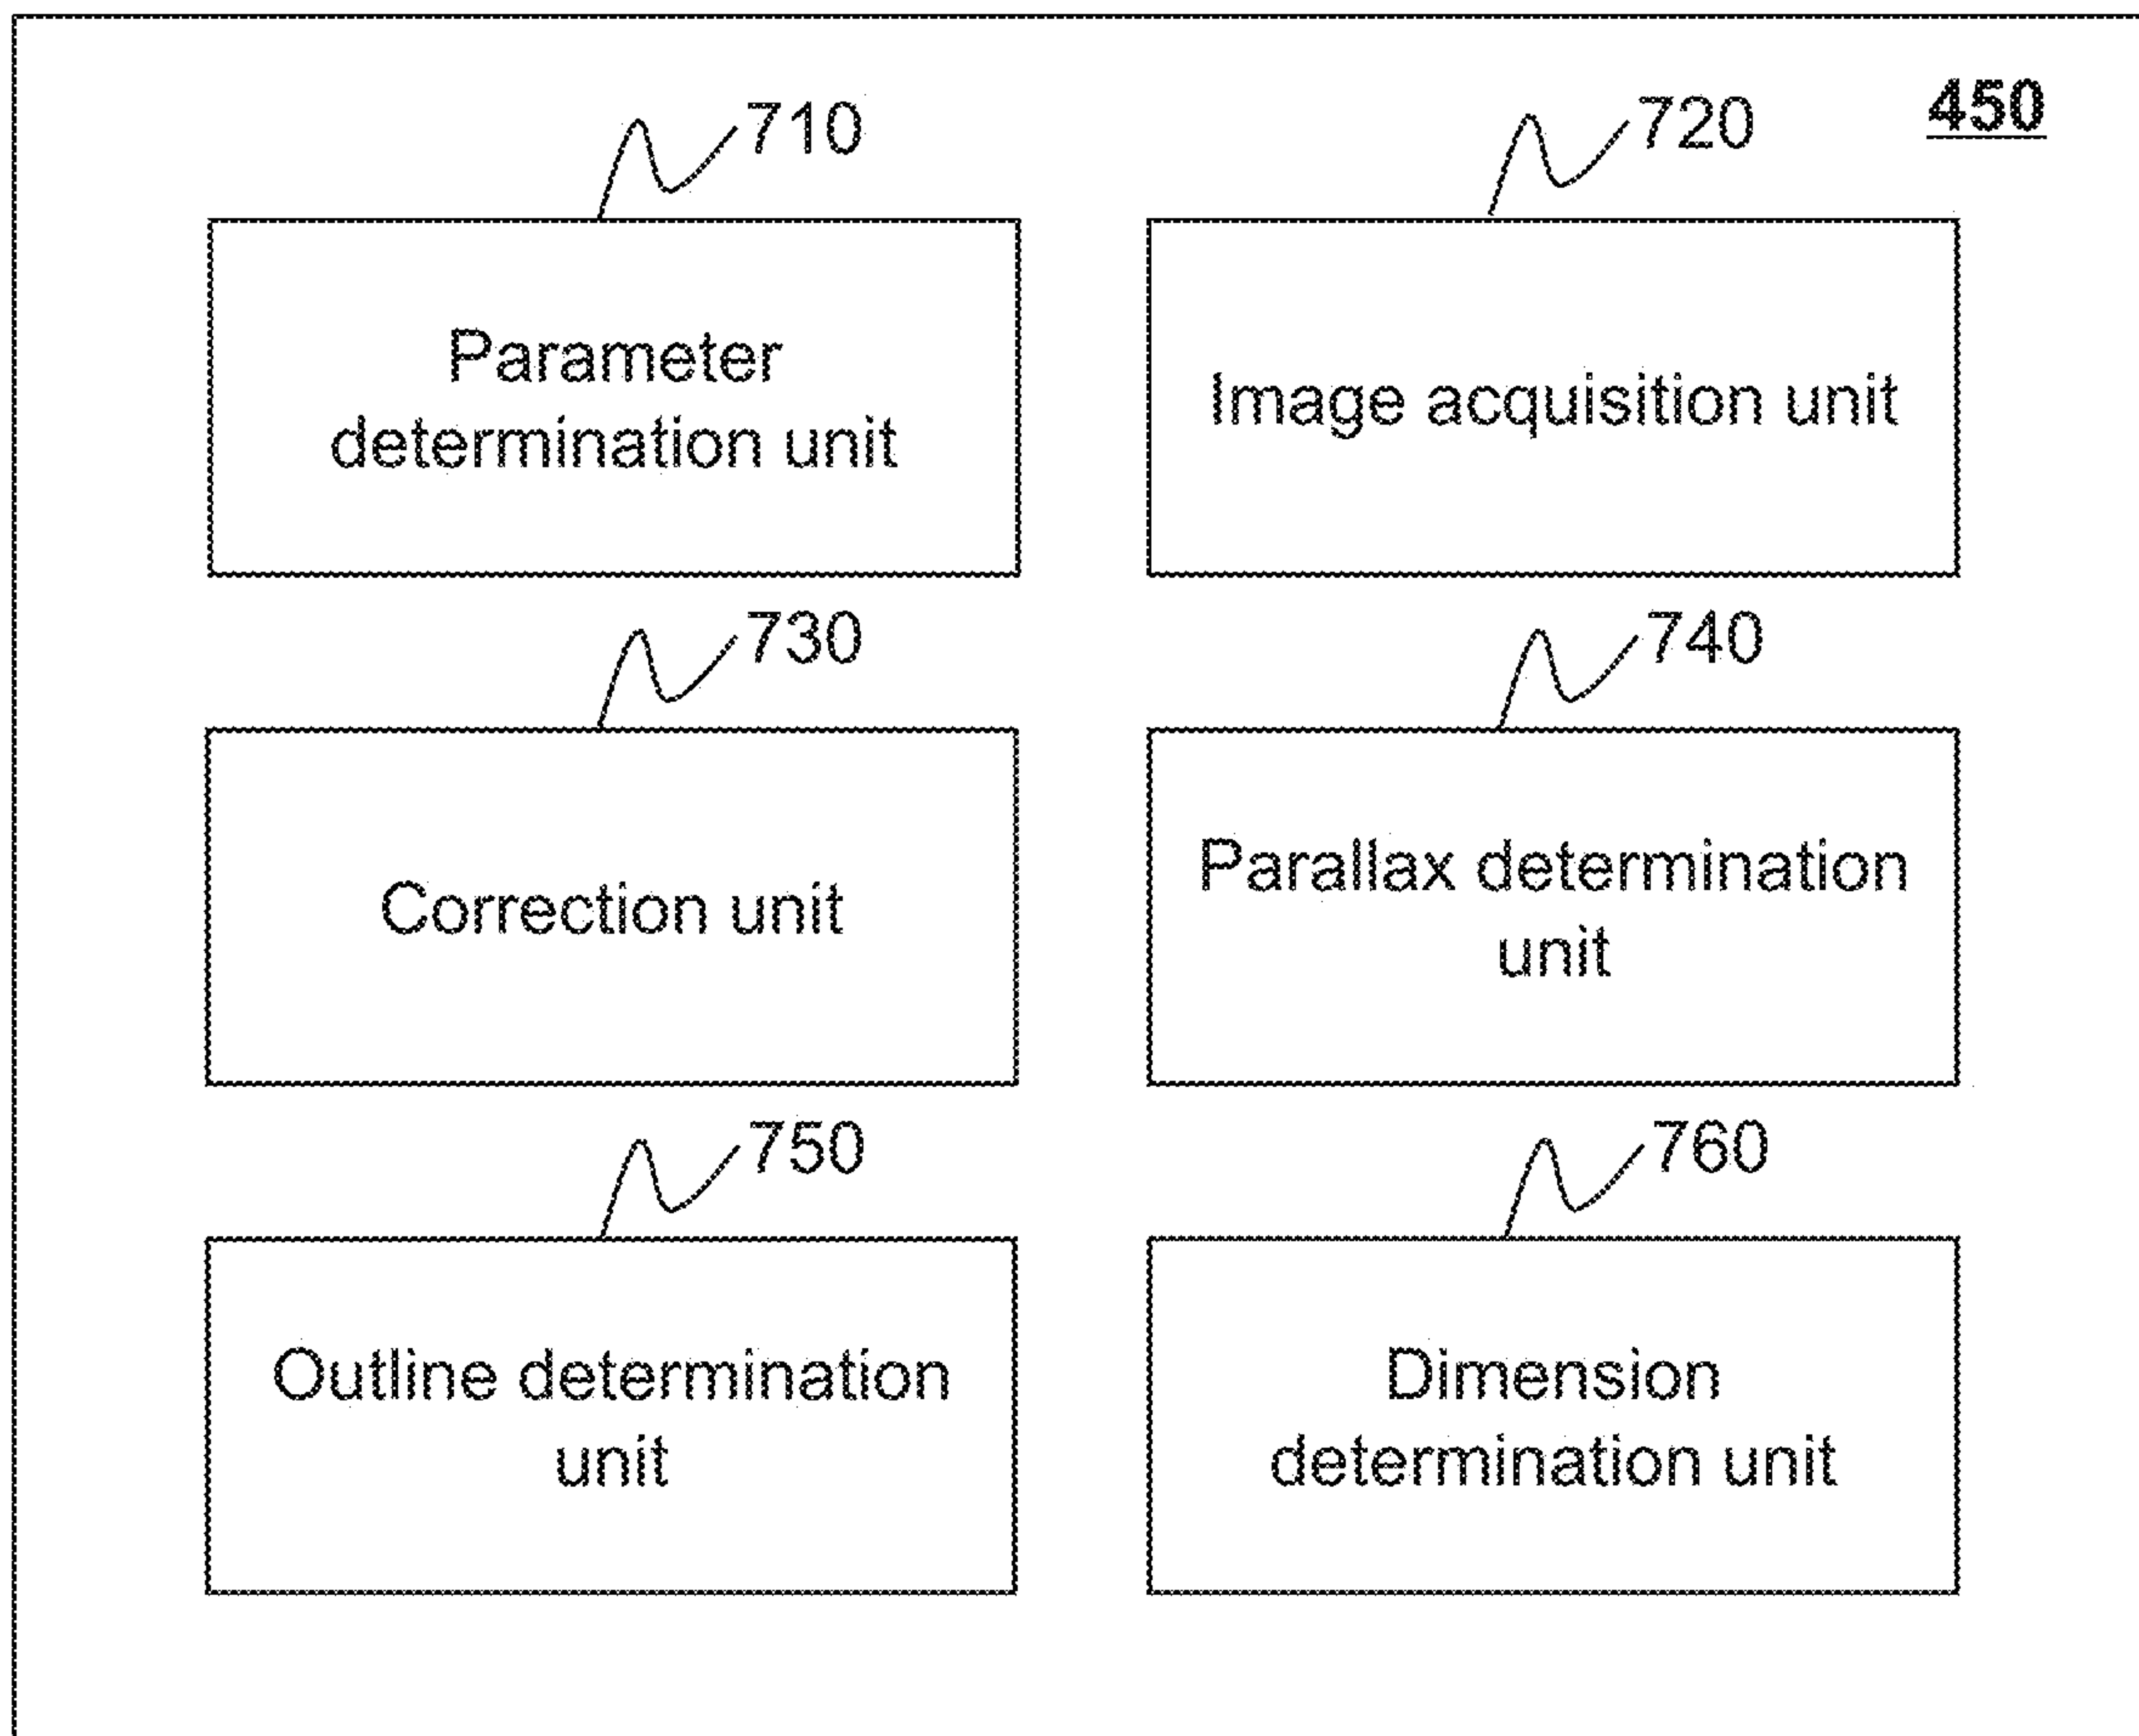 450
710
720
Parameter
determination unit
Image acquisition unit
730
740
Correction unit
Parallax determination
unit
750
760
Outline determination
unit
Dimension
determination unit